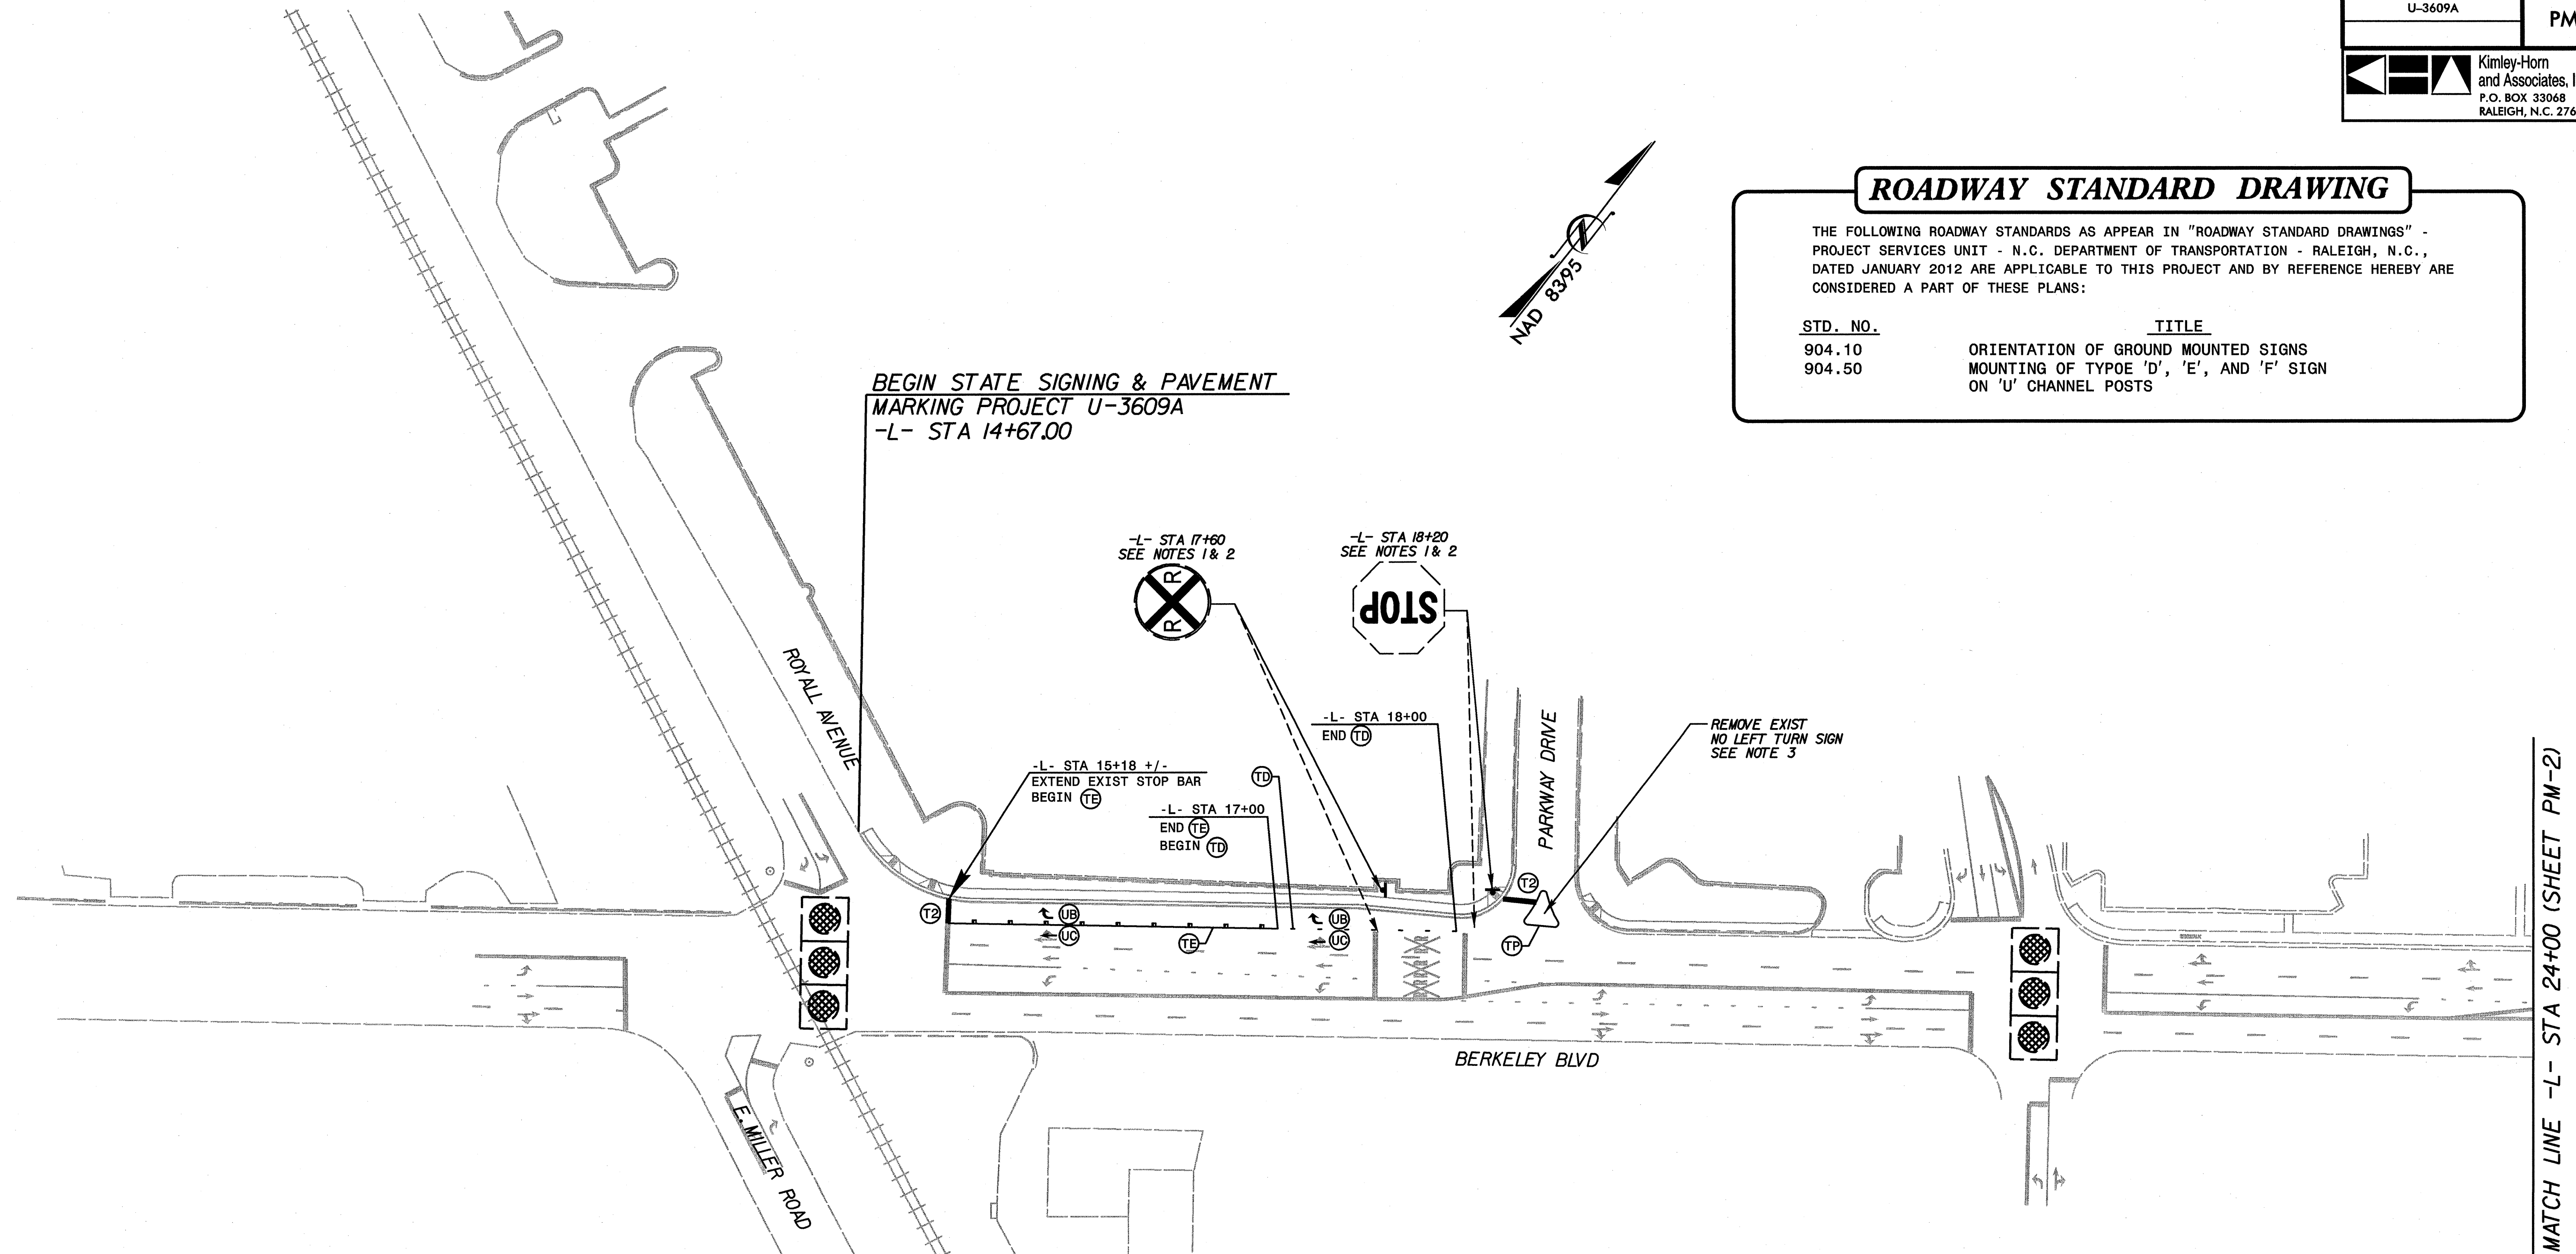 U-3609A
PM
Kimley-Horn
and Associates, I
P.O. BOX 33068
RALEIGH, N.C. 276
ROADWAY STANDARD DRAWING
THE FOLLOWING ROADWAY STANDARDS AS APPEAR IN "ROADWAY STANDARD DRAWINGS" -
PROJECT SERVICES UNIT - N.C. DEPARTMENT OF TRANSPORTATION - RALEIGH, N.C.,
DATED JANUARY 2012 ARE APPLICABLE TO THIS PROJECT AND BY REFERENCE HEREBY ARE
CONSIDERED A PART OF THESE PLANS:
STD. NO. TITLE
904.10 ORIENTATION OF GROUND MOUNTED SIGNS
904.50 MOUNTING OF TYPOE 'D', 'E', AND 'F' SIGN
ON 'U' CHANNEL POSTS
NAD 83/95
BEGIN STATE SIGNING & PAVEMENT
MARKING PROJECT U-3609A
-L- STA 14+67.00
-L- STA 17+60
SEE NOTES 1 & 2
R R
-L- STA 18+20
SEE NOTES 1 & 2
STOP
ROYALL AVENUE
-L- STA 18+00
END TD
PARKWAY DRIVE
REMOVE EXIST
NO LEFT TURN SIGN
SEE NOTE 3
-L- STA 15+18 +/-
EXTEND EXIST STOP BAR
BEGIN TE
TD
-L- STA 17+00
END TE
BEGIN TD
T2
UB
UC
TE
UB
UC
T2
TP
R R
R R
BERKELEY BLVD
E. MILLER ROAD
MATCH LINE -L- STA 24+00 (SHEET PM-2)